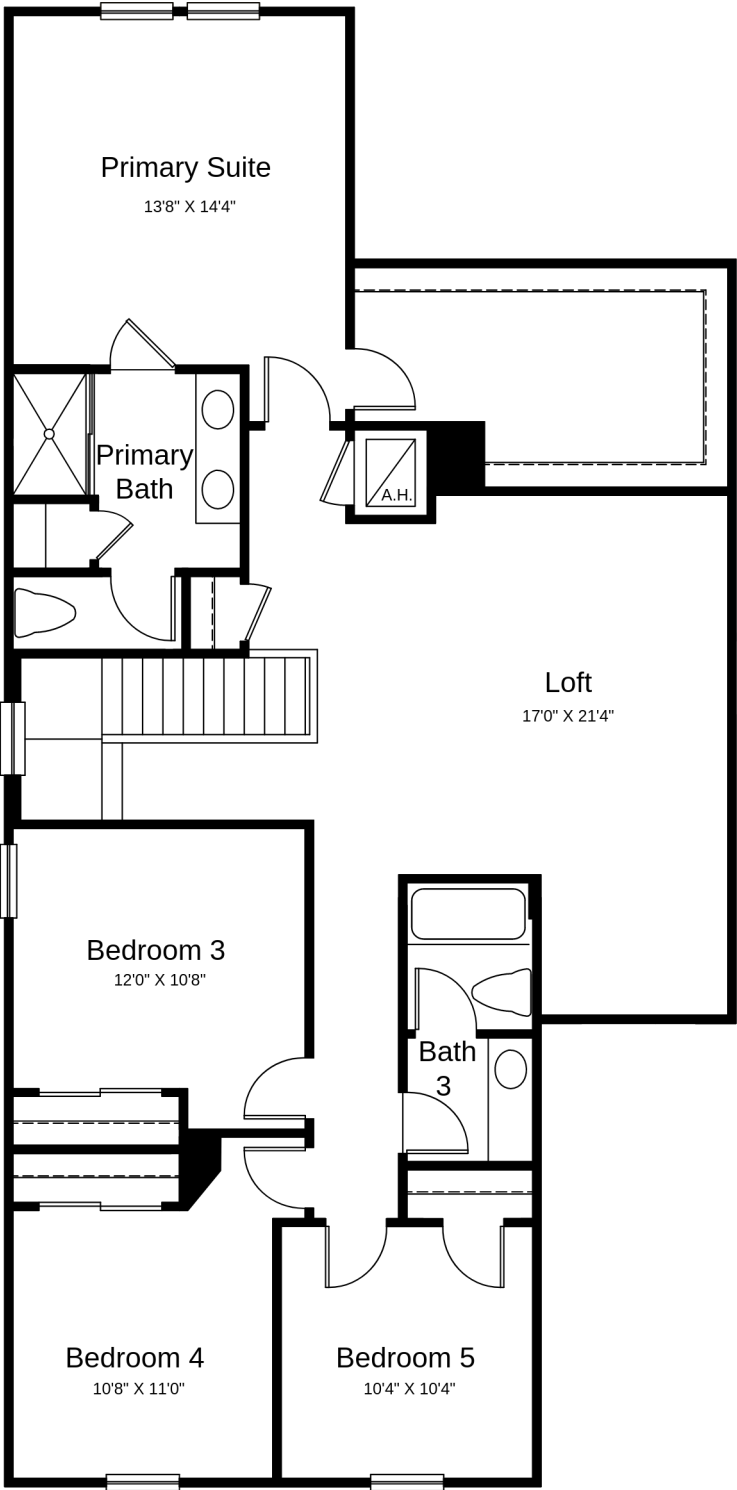 Primary Suite
13'8" X 14'4"
Primary
Bath
A.H.
Loft
17'0" X 21'4"
Bedroom 3
12'0" X 10'8"
Bath
3
Bedroom 4
10'8" X 11'0"
Bedroom 5
10'4" X 10'4"